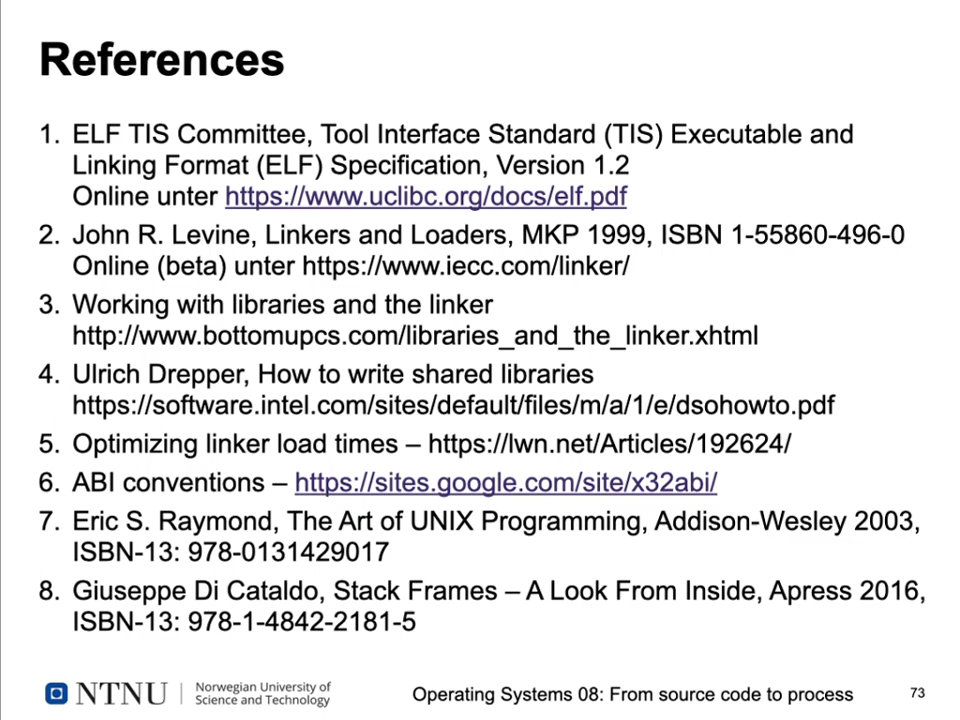 References
1. ELF TIS Committee, Tool Interface Standard (TIS) Executable and
Linking Format (ELF) Specification, Version 1.2
Online unter https://www.uclibc.org/docs/elf.pdf
2. John R. Levine, Linkers and Loaders, MKP 1999, ISBN 1-55860-496-0
Online (beta) unter https://www.iecc.com/linker/
3. Working with libraries and the linker
http://www.bottomupcs.com/libraries_and_the_linker.xhtml
4. Ulrich Drepper, How to write shared libraries
https://software.intel.com/sites/default/files/m/a/1/e/dsohowto.pdf
5. Optimizing linker load times – https://lwn.net/Articles/192624/
6. ABI conventions – https://sites.google.com/site/x32abi/
7. Eric S. Raymond, The Art of UNIX Programming, Addison-Wesley 2003,
ISBN-13: 978-0131429017
8. Giuseppe Di Cataldo, Stack Frames – A Look From Inside, Apress 2016,
ISBN-13: 978-1-4842-2181-5
NTNU
Norwegian University of
Science and Technology
Operating Systems 08: From source code to process
73